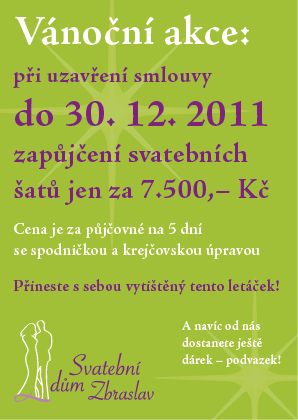 Vánoční akce:
při uzavření smlouvy
do 30. 12. 2011
zapůjčení svatebních
šatů jen za 7.500,– Kč
Cena je za půjčovné na 5 dní
se spodničkou a krejčovskou úpravou
Přineste s sebou vytištěný tento letáček!
A navíc od nás
dostanete ještě
dárek – podvazek!
Svatební
dům Zbraslav